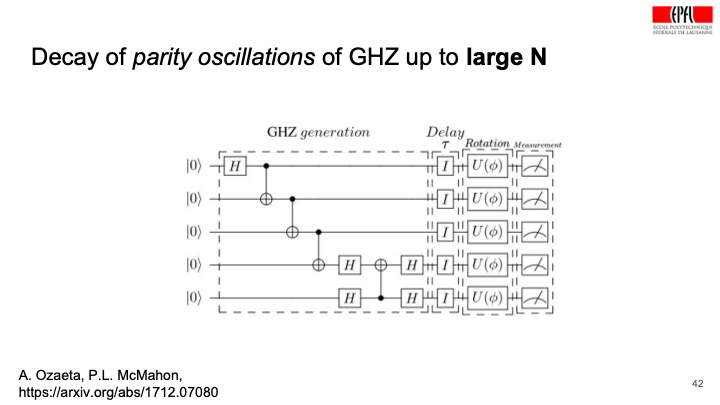 EPFL
ÉCOLE POLYTECHNIQUE
FÉDÉRALE DE LAUSANNE
Decay of parity oscillations of GHZ up to large N
GHZ generation
Delay
τ
Rotation
Measurement
|0⟩ H I U(ϕ)
|0⟩ I U(ϕ)
|0⟩ I U(ϕ)
|0⟩ H H I U(ϕ)
|0⟩ H H I U(ϕ)
A. Ozaeta, P.L. McMahon,
https://arxiv.org/abs/1712.07080
42